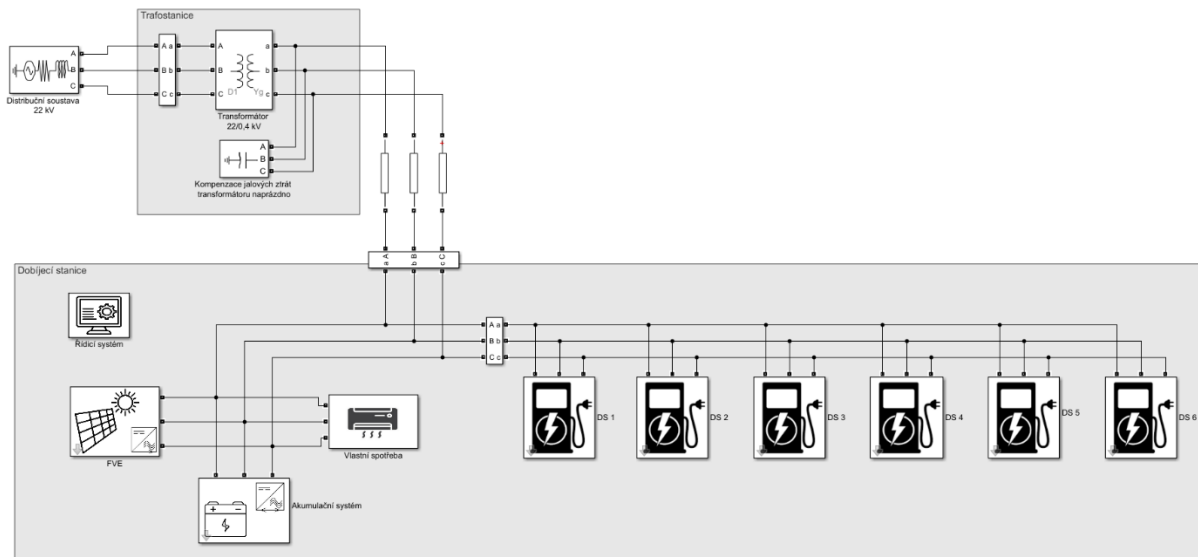 Trafostanice
A
B
C
Distribuční soustava
22 kV
A a
B b
C c
A
B
C
a
b
c
D1
Yg
Transformátor
22/0,4 kV
A
B
C
Kompenzace jalových ztrát
transformátoru naprázdno
+
Dobíjecí stanice
a A
b B
c C
Řídicí systém
A a
B b
C c
DS 1
DS 2
DS 3
DS 4
DS 5
DS 6
FVE
Vlastní spotřeba
+ -
Akumulační systém